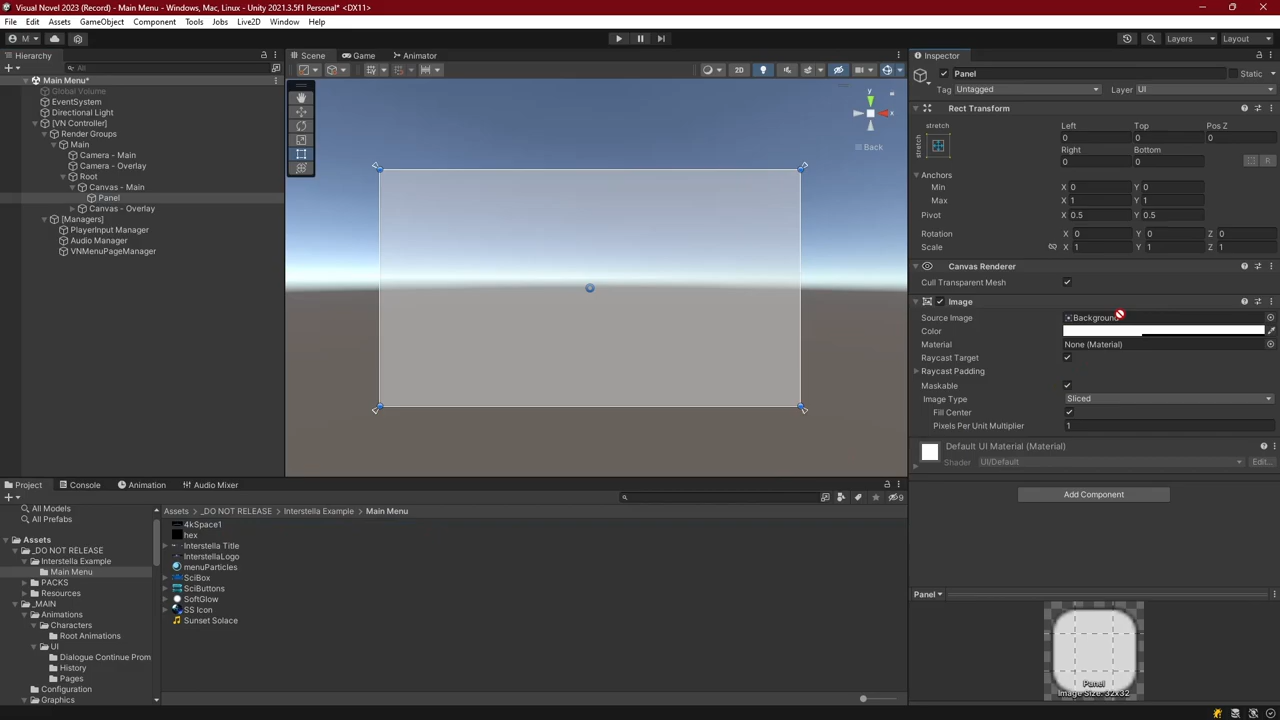 Visual Novel 2023 (Record) - Main Menu - Windows, Mac, Linux - Unity 2021.3.5f1 Personal* <DX11>
File Edit Assets GameObject Component Tools Jobs Live2D Window Help
M Layers Layout
Hierarchy
All
Main Menu*
Global Volume
EventSystem
Directional Light
[VN Controller]
Render Groups
Main
Camera - Main
Camera - Overlay
Root
Canvas - Main
Panel
Canvas - Overlay
[Managers]
PlayerInput Manager
Audio Manager
VNMenuPageManager
Scene Game Animator
2D
y
x
Back
Inspector
Panel Static
Tag Untagged Layer UI
Rect Transform
stretch Left Top Pos Z
stretch 0 0 0
Right Bottom
0 0 R
Anchors
Min X 0 Y 0
Max X 1 Y 1
Pivot X 0.5 Y 0.5
Rotation X 0 Y 0 Z 0
Scale X 1 Y 1 Z 1
Canvas Renderer
Cull Transparent Mesh
Image
Source Image Background
Color
Material None (Material)
Raycast Target
Raycast Padding
Maskable
Image Type Sliced
Fill Center
Pixels Per Unit Multiplier 1
Default UI Material (Material)
Shader UI/Default Edit...
Add Component
Panel
Panel
Image Size: 32x32
Project Console Animation Audio Mixer
9
All Models
All Prefabs
Assets
_DO NOT RELEASE
Interstella Example
Main Menu
PACKS
Resources
_MAIN
Animations
Characters
Root Animations
UI
Dialogue Continue Prom
History
Pages
Configuration
Graphics
Assets > _DO NOT RELEASE > Interstella Example > Main Menu
4kSpace1
hex
Interstella Title
InterstellaLogo
menuParticles
SciBox
SciButtons
SoftGlow
SS Icon
Sunset Solace